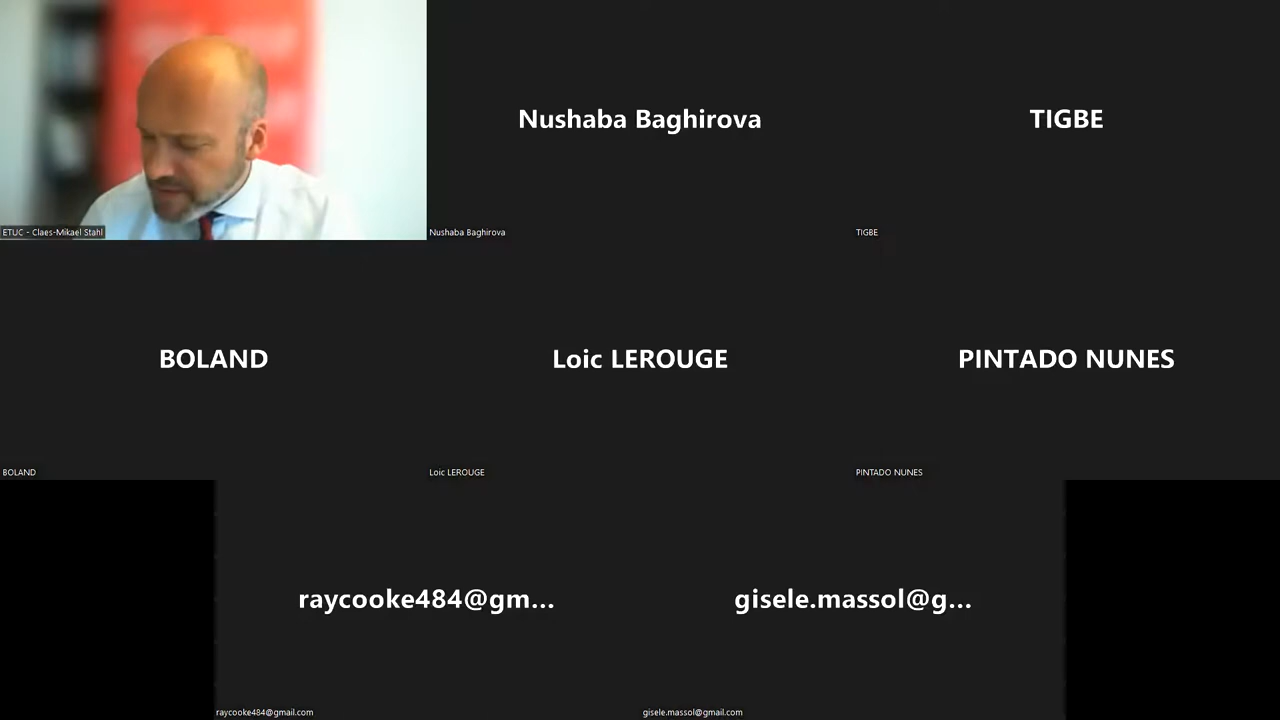 ETUC - Claes-Mikael Stahl
Nushaba Baghirova
Nushaba Baghirova
TIGBE
TIGBE
BOLAND
BOLAND
Loic LEROUGE
Loic LEROUGE
PINTADO NUNES
PINTADO NUNES
raycooke484@gm...
raycooke484@gmail.com
gisele.massol@g...
gisele.massol@gmail.com